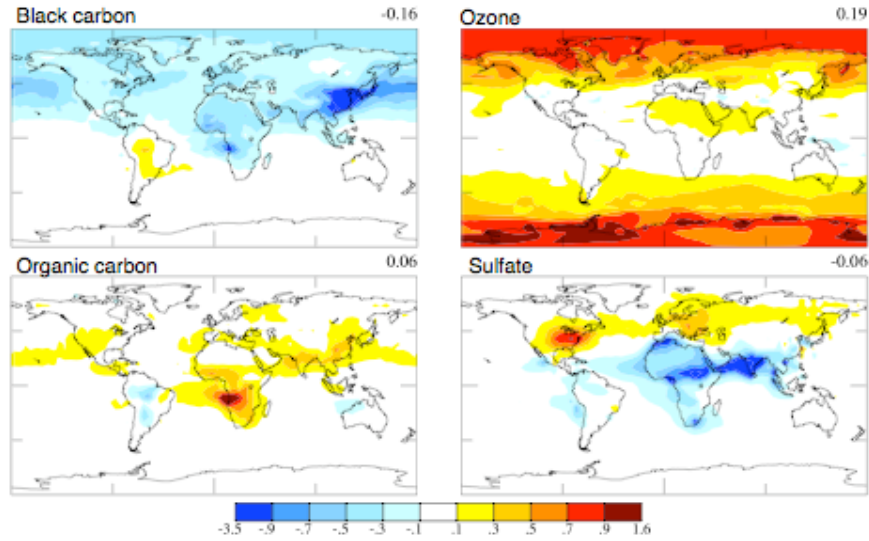 Black carbon -0.16
Ozone 0.19
Organic carbon 0.06
Sulfate -0.06
-3.5 -.9 -.7 -.5 -.3 -.1 .1 .3 .5 .7 .9 1.6